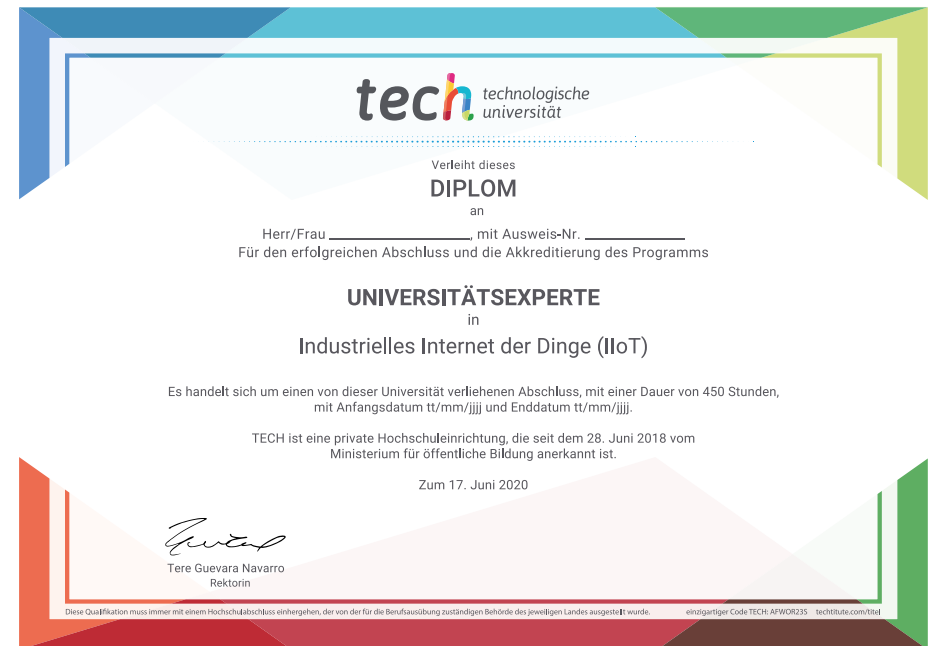 tech technologische
universität
Verleiht dieses
DIPLOM
an
Herr/Frau ____________________, mit Ausweis-Nr. ______________
Für den erfolgreichen Abschluss und die Akkreditierung des Programms
UNIVERSITÄTSEXPERTE
in
Industrielles Internet der Dinge (IIoT)
Es handelt sich um einen von dieser Universität verliehenen Abschluss, mit einer Dauer von 450 Stunden,
mit Anfangsdatum tt/mm/jjjj und Enddatum tt/mm/jjjj.
TECH ist eine private Hochschuleinrichtung, die seit dem 28. Juni 2018 vom
Ministerium für öffentliche Bildung anerkannt ist.
Zum 17. Juni 2020
Tere Guevara Navarro
Rektorin
Diese Qualifikation muss immer mit einem Hochschulabschluss einhergehen, der von der für die Berufsausübung zuständigen Behörde des jeweiligen Landes ausgestellt wurde. einzigartiger Code TECH: AFWOR23S techtitute.com/titel